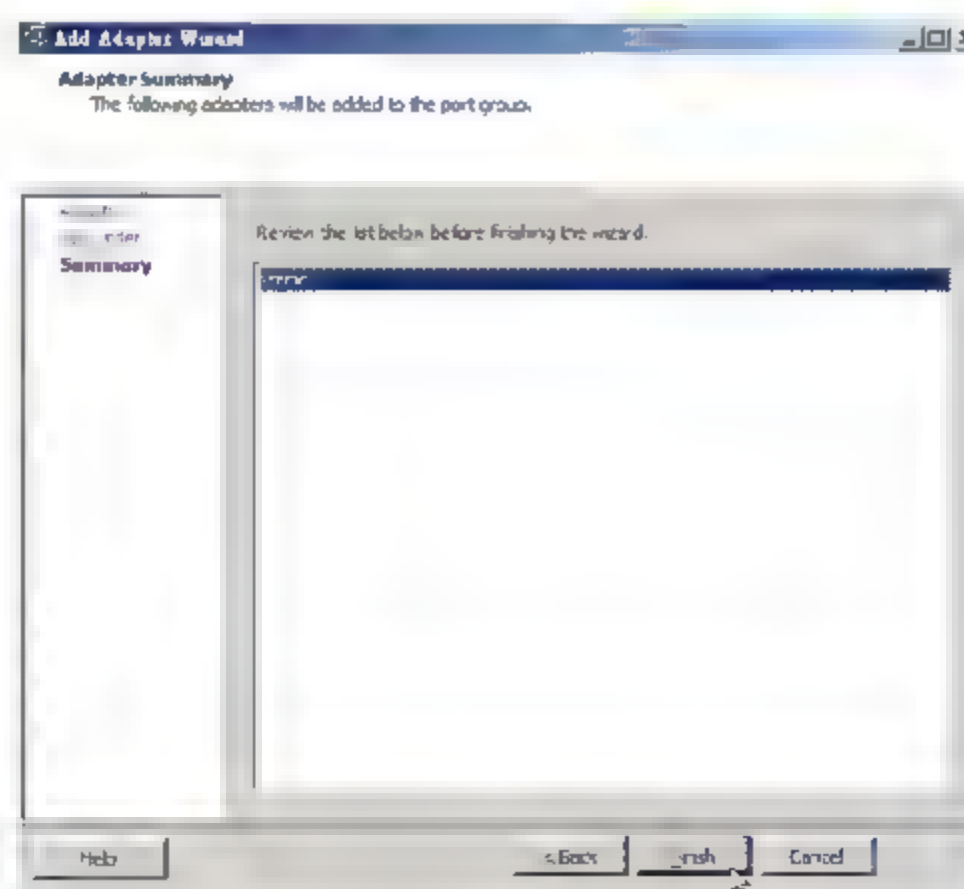 Add Adapter Wizard
Adapter Summary
The following adapters will be added to the port group.
Summary
Review the list below before finishing the wizard.
Help
< Back
Finish
Cancel